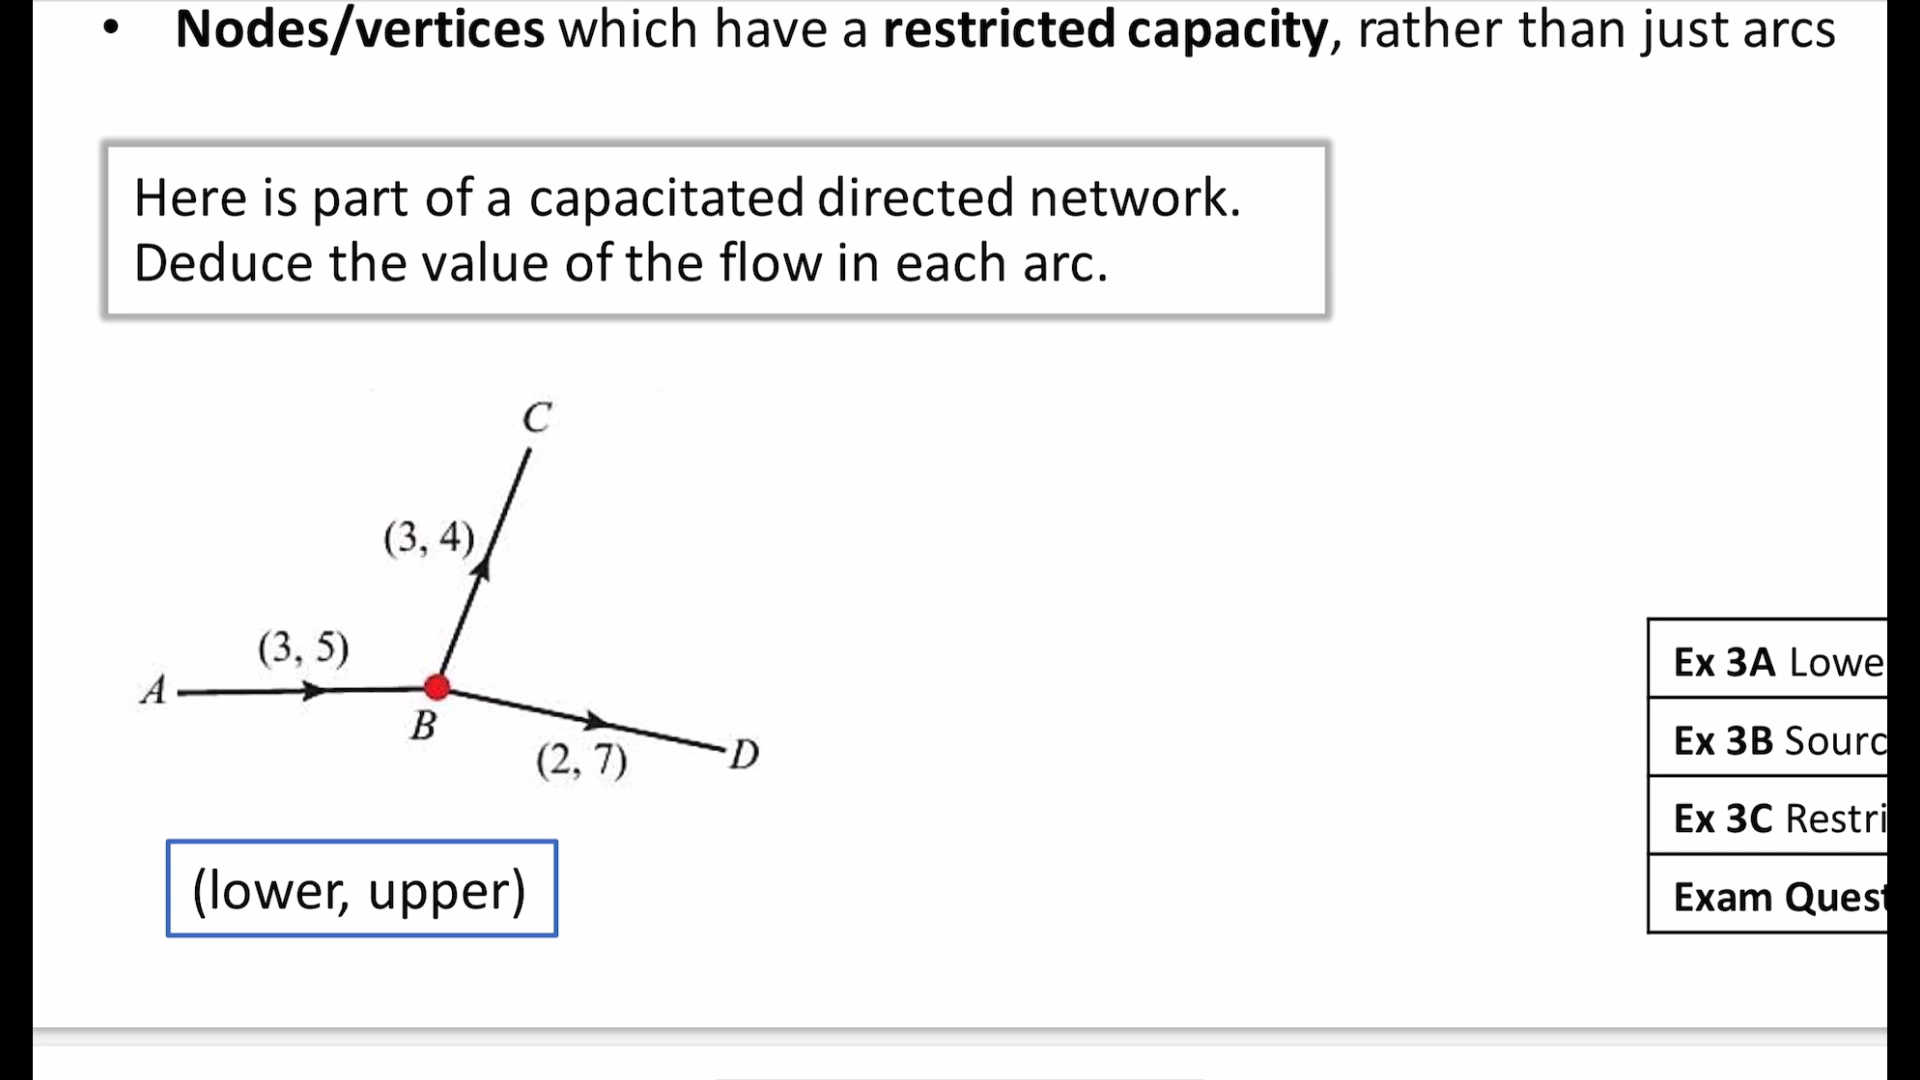 • Nodes/vertices which have a restricted capacity, rather than just arcs
Here is part of a capacitated directed network.
Deduce the value of the flow in each arc.
C
(3, 4)
(3, 5)
A
B
(2, 7)
D
(lower, upper)
Ex 3A Lowe
Ex 3B Sourc
Ex 3C Restri
Exam Quest